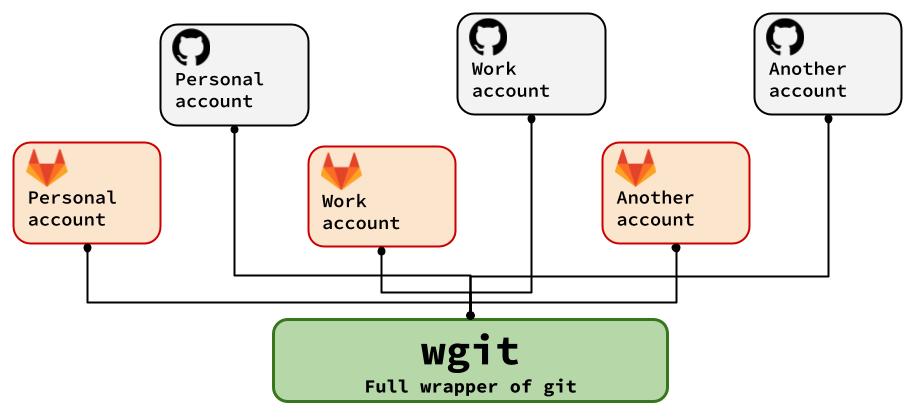 Personal
account
Work
account
Another
account
Personal
account
Work
account
Another
account
wgit
Full wrapper of git